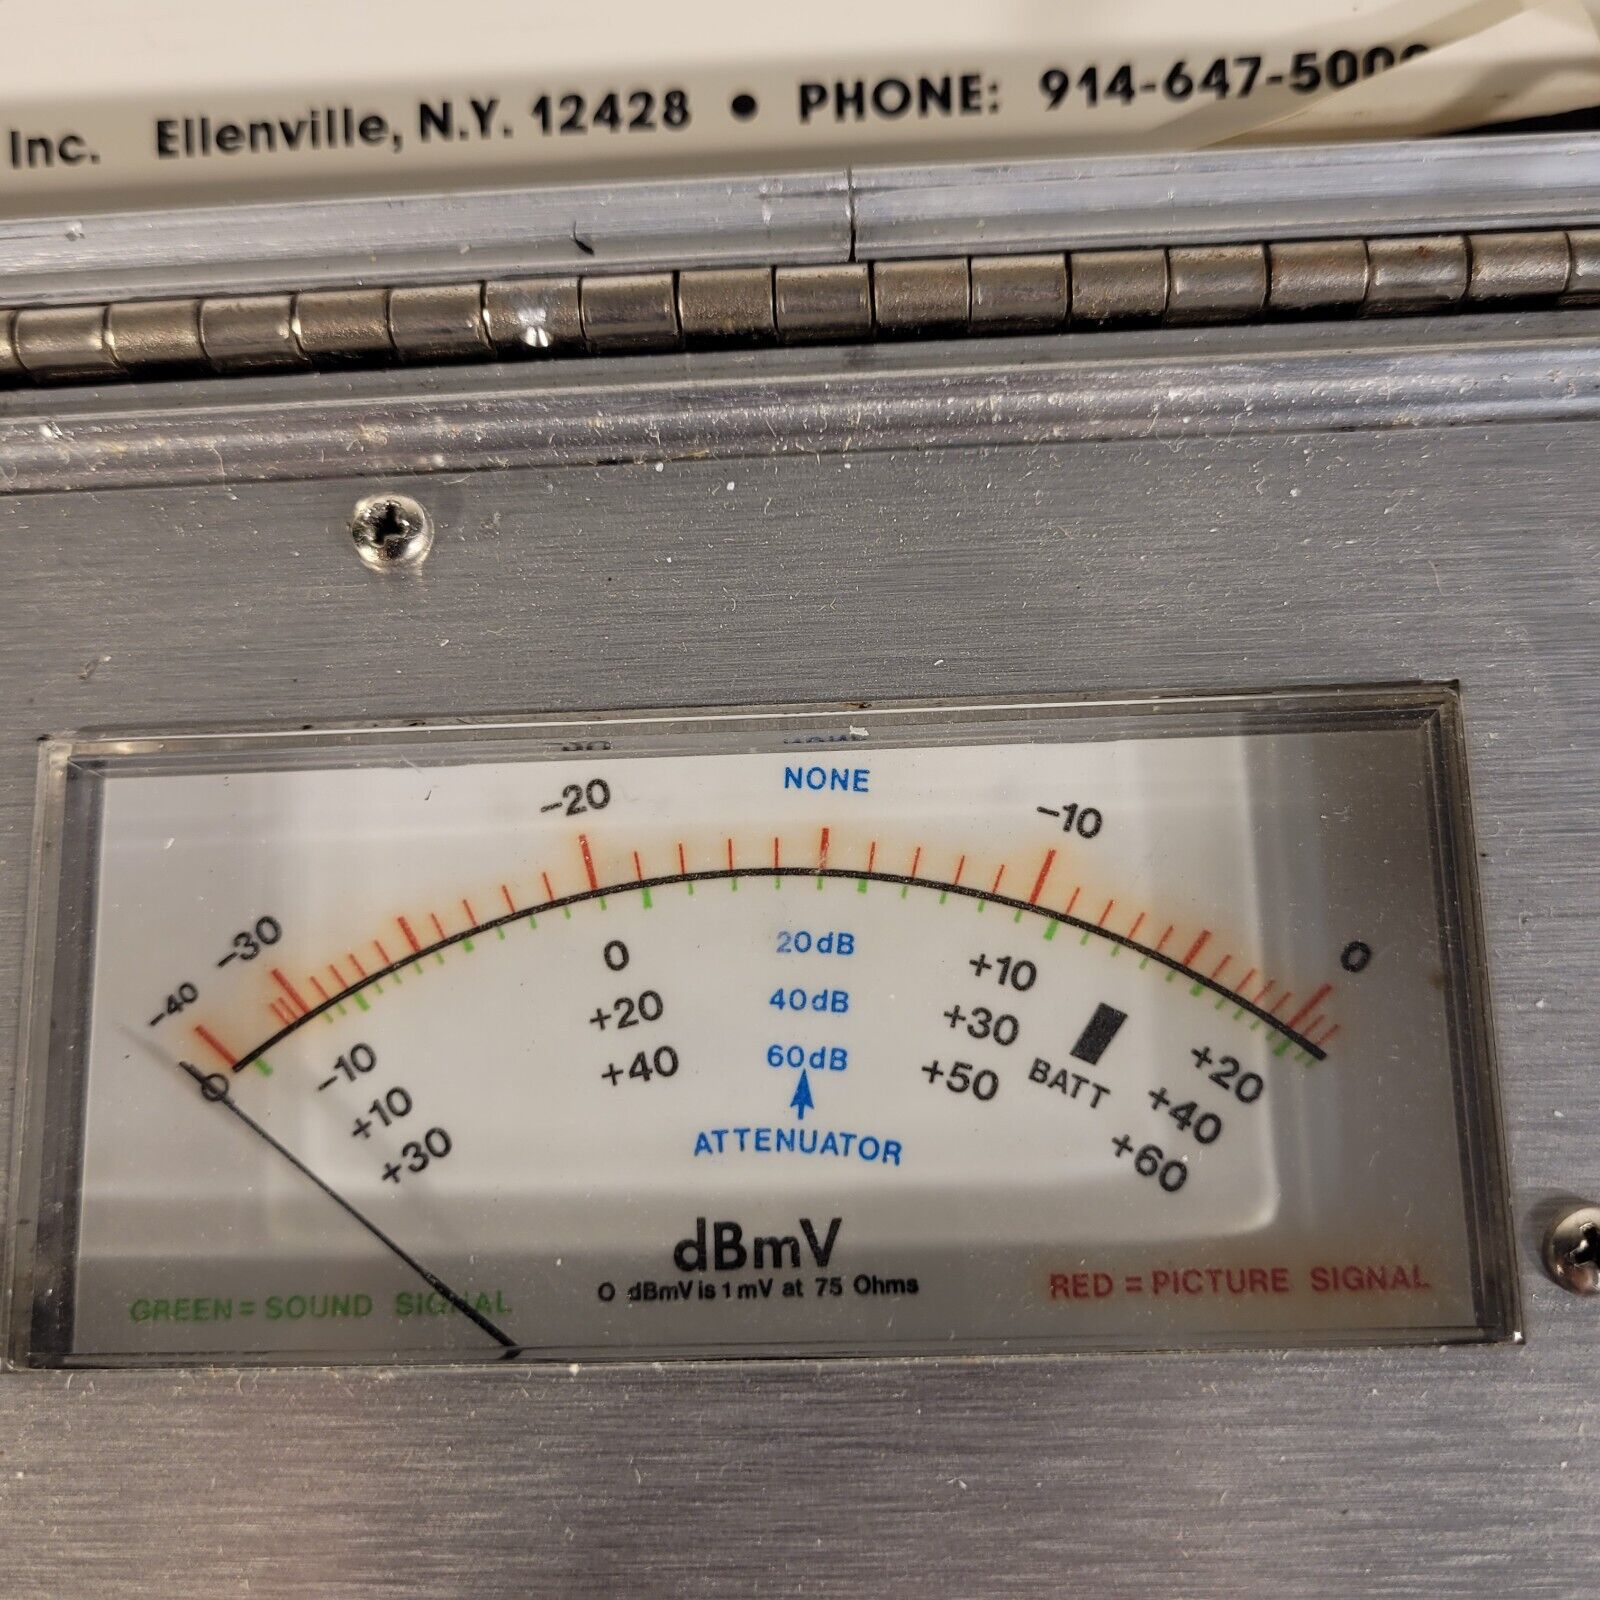 Inc. Ellenville, N.Y. 12428 • PHONE: 914-647-5000
NONE
-40 -30 -20 -10 0
20dB
-10 0 +10 +20
40dB
+10 +20 +30 +40
60dB
+30 +40 +50 +60
BATT
ATTENUATOR
dBmV
0 dBmV is 1 mV at 75 Ohms
GREEN = SOUND SIGNAL
RED = PICTURE SIGNAL